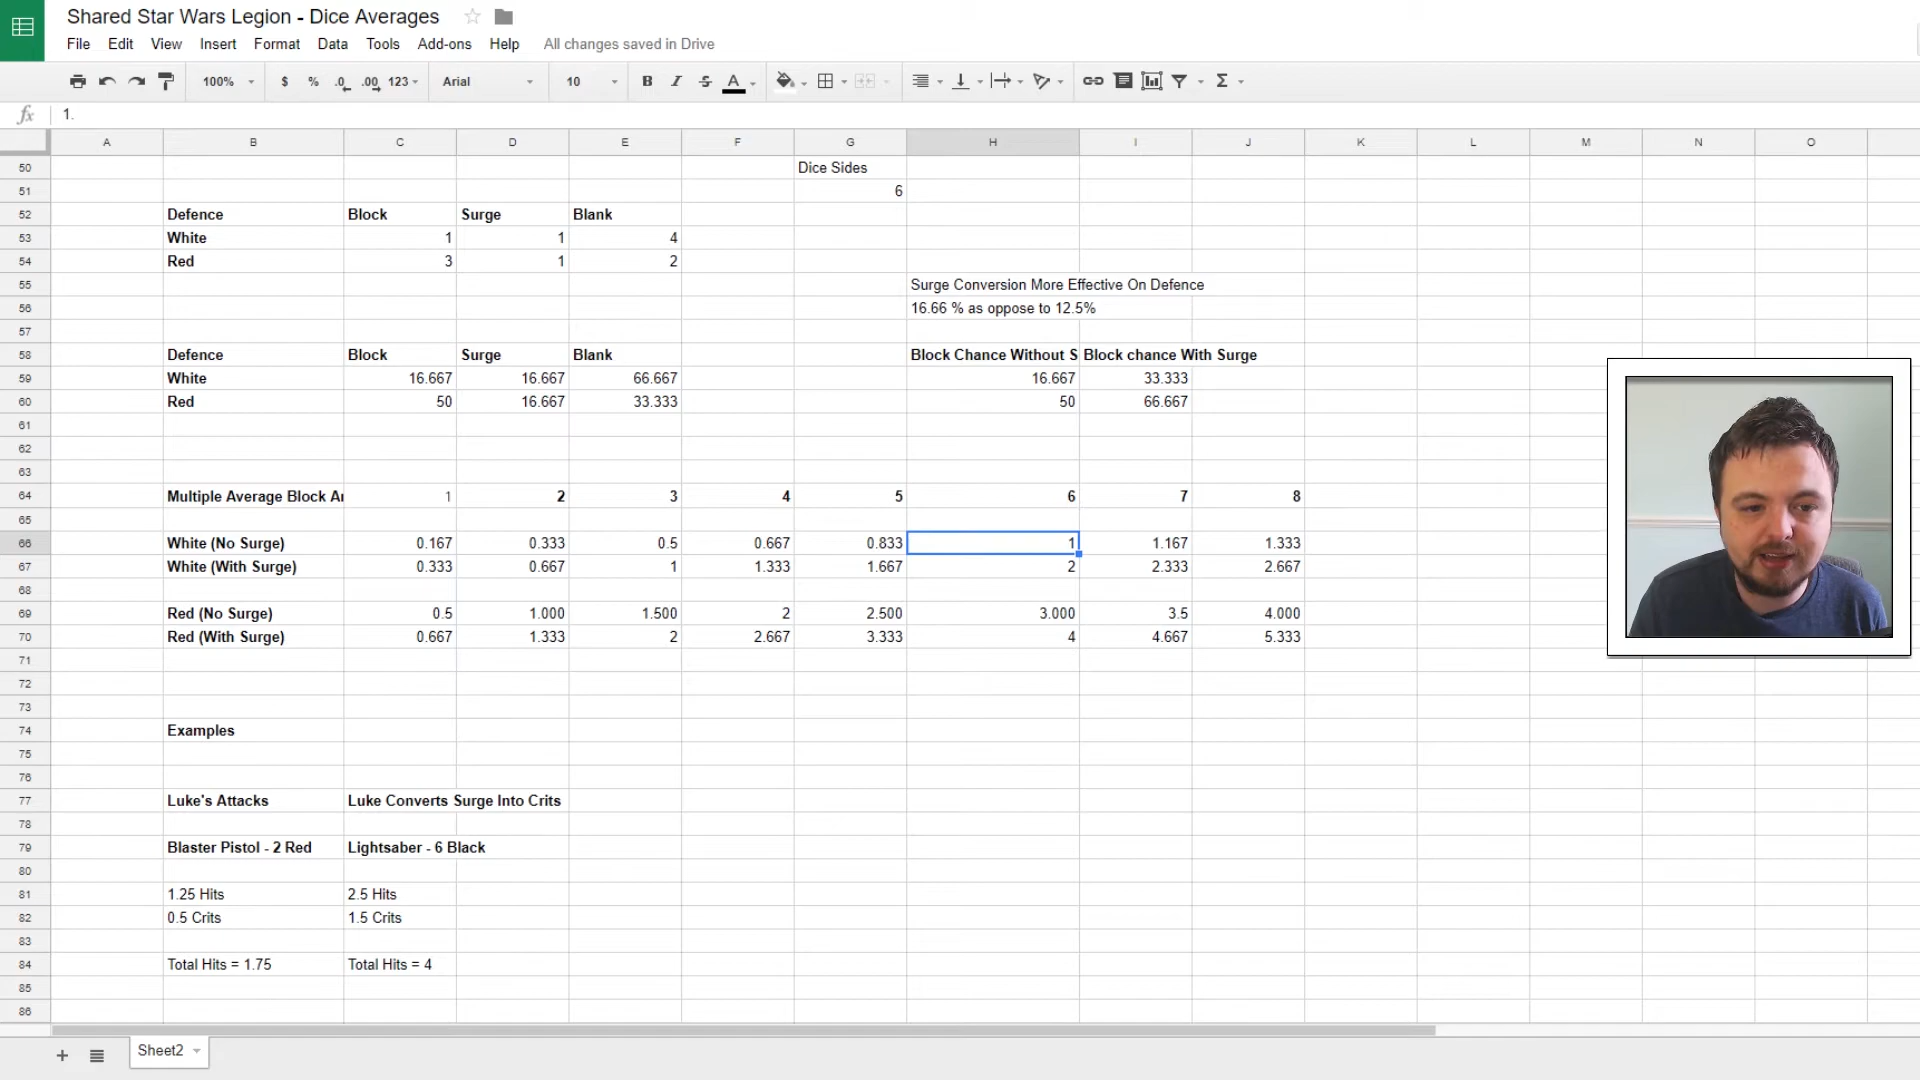 Shared Star Wars Legion - Dice Averages
File Edit View Insert Format Data Tools Add-ons Help All changes saved in Drive
100% $ % .0 .00 123 Arial 10 B I S A Σ
fx 1.
A B C D E F G H I J K L M N O
50 Dice Sides
51 6
52 Defence Block Surge Blank
53 White 1 1 4
54 Red 3 1 2
55 Surge Conversion More Effective On Defence
56 16.66 % as oppose to 12.5%
57
58 Defence Block Surge Blank Block Chance Without S Block chance With Surge
59 White 16.667 16.667 66.667 16.667 33.333
60 Red 50 16.667 33.333 50 66.667
61
62
63
64 Multiple Average Block Ar 1 2 3 4 5 6 7 8
65
66 White (No Surge) 0.167 0.333 0.5 0.667 0.833 1 1.167 1.333
67 White (With Surge) 0.333 0.667 1 1.333 1.667 2 2.333 2.667
68
69 Red (No Surge) 0.5 1.000 1.500 2 2.500 3.000 3.5 4.000
70 Red (With Surge) 0.667 1.333 2 2.667 3.333 4 4.667 5.333
71
72
73
74 Examples
75
76
77 Luke's Attacks Luke Converts Surge Into Crits
78
79 Blaster Pistol - 2 Red Lightsaber - 6 Black
80
81 1.25 Hits 2.5 Hits
82 0.5 Crits 1.5 Crits
83
84 Total Hits = 1.75 Total Hits = 4
85
86
+ Sheet2